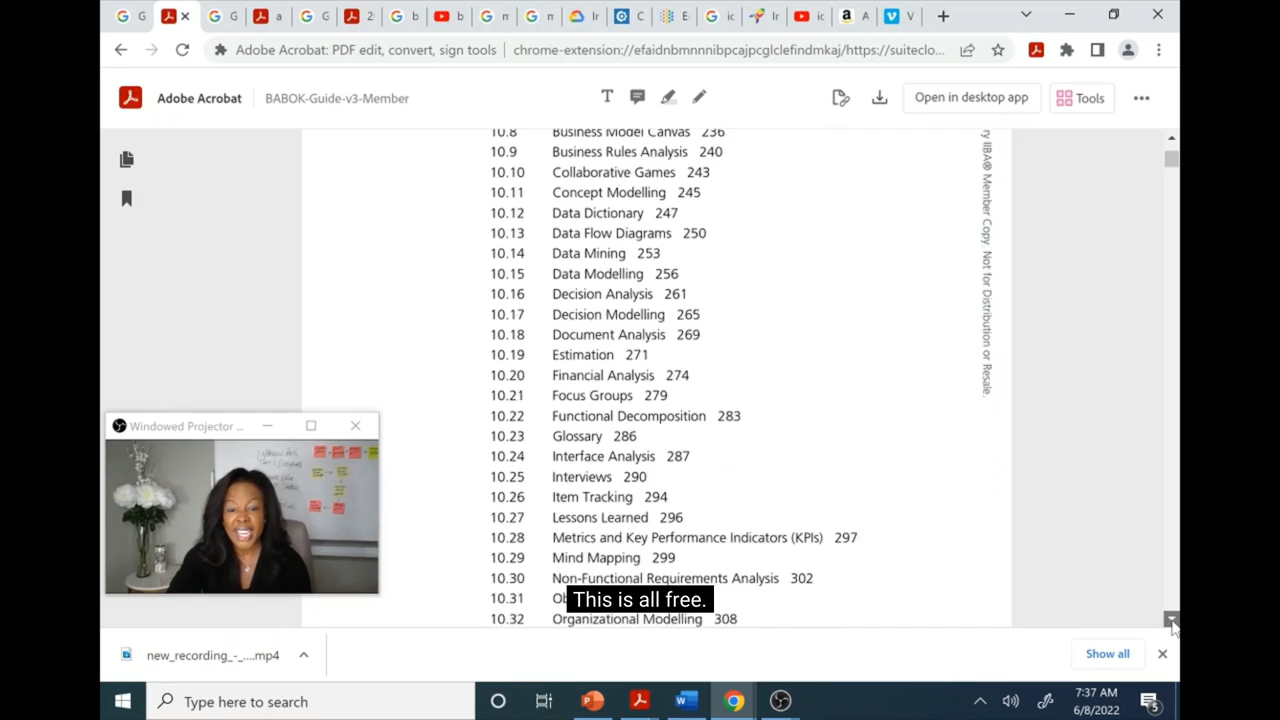 G
G
a
G
2
b
b
m
m
Ir
C
E
ic
Ir
ic
A
V
Adobe Acrobat: PDF edit, convert, sign tools
chrome-extension://efaidnbmnnnibpcajpcglclefindmkaj/https://suiteclo...
Adobe Acrobat
BABOK-Guide-v3-Member
Open in desktop app
Tools
10.8 Business Model Canvas 236
10.9 Business Rules Analysis 240
10.10 Collaborative Games 243
10.11 Concept Modelling 245
10.12 Data Dictionary 247
10.13 Data Flow Diagrams 250
10.14 Data Mining 253
10.15 Data Modelling 256
10.16 Decision Analysis 261
10.17 Decision Modelling 265
10.18 Document Analysis 269
10.19 Estimation 271
10.20 Financial Analysis 274
10.21 Focus Groups 279
10.22 Functional Decomposition 283
10.23 Glossary 286
10.24 Interface Analysis 287
10.25 Interviews 290
10.26 Item Tracking 294
10.27 Lessons Learned 296
10.28 Metrics and Key Performance Indicators (KPIs) 297
10.29 Mind Mapping 299
10.30 Non-Functional Requirements Analysis 302
10.31
10.32 Organizational Modelling 308
ry IIBA® Member Copy. Not for Distribution or Resale.
Windowed Projector ...
This is all free.
new_recording_-_....mp4
Show all
Type here to search
7:37 AM
6/8/2022
5